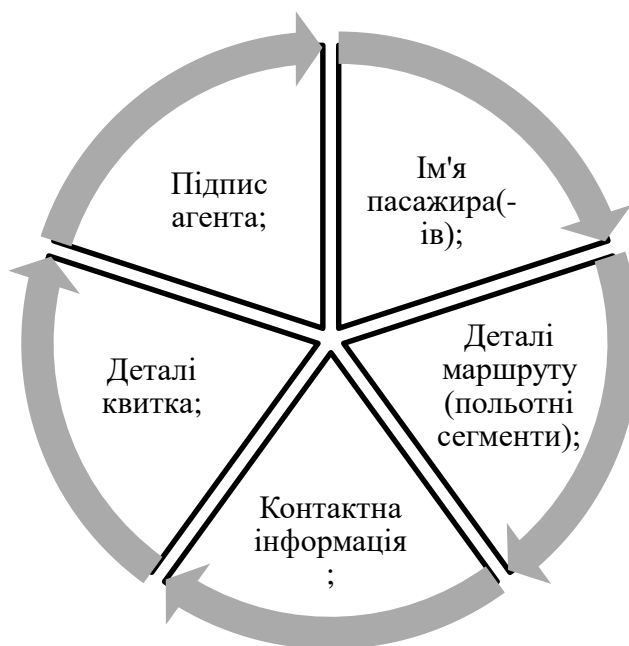 Ім'я
пасажира(-
ів);
Деталі
маршруту
(польотні
сегменти);
Контактна
інформація
;
Деталі
квитка;
Підпис
агента;